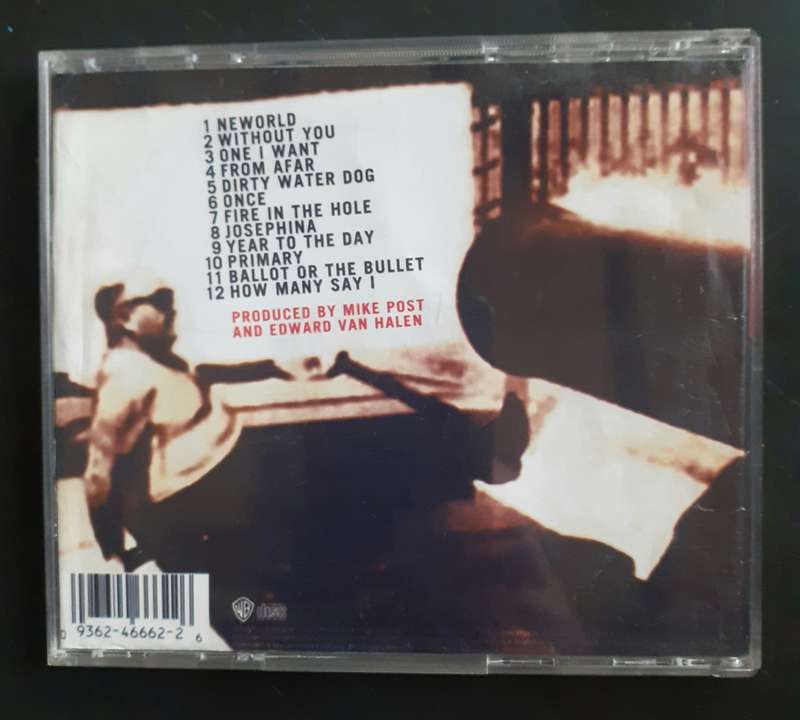 1 NEWORLD
2 WITHOUT YOU
3 ONE I WANT
4 FROM AFAR
5 DIRTY WATER DOG
6 ONCE
7 FIRE IN THE HOLE
8 JOSEPHINA
9 YEAR TO THE DAY
10 PRIMARY
11 BALLOT OR THE BULLET
12 HOW MANY SAY I
PRODUCED BY MIKE POST
AND EDWARD VAN HALEN
WB disc
0 9362-46662-2 6